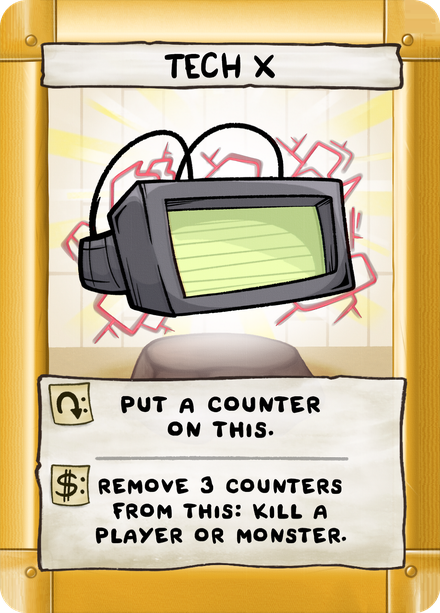 TECH X
PUT A COUNTER
ON THIS.
$: REMOVE 3 COUNTERS
FROM THIS: KILL A
PLAYER OR MONSTER.